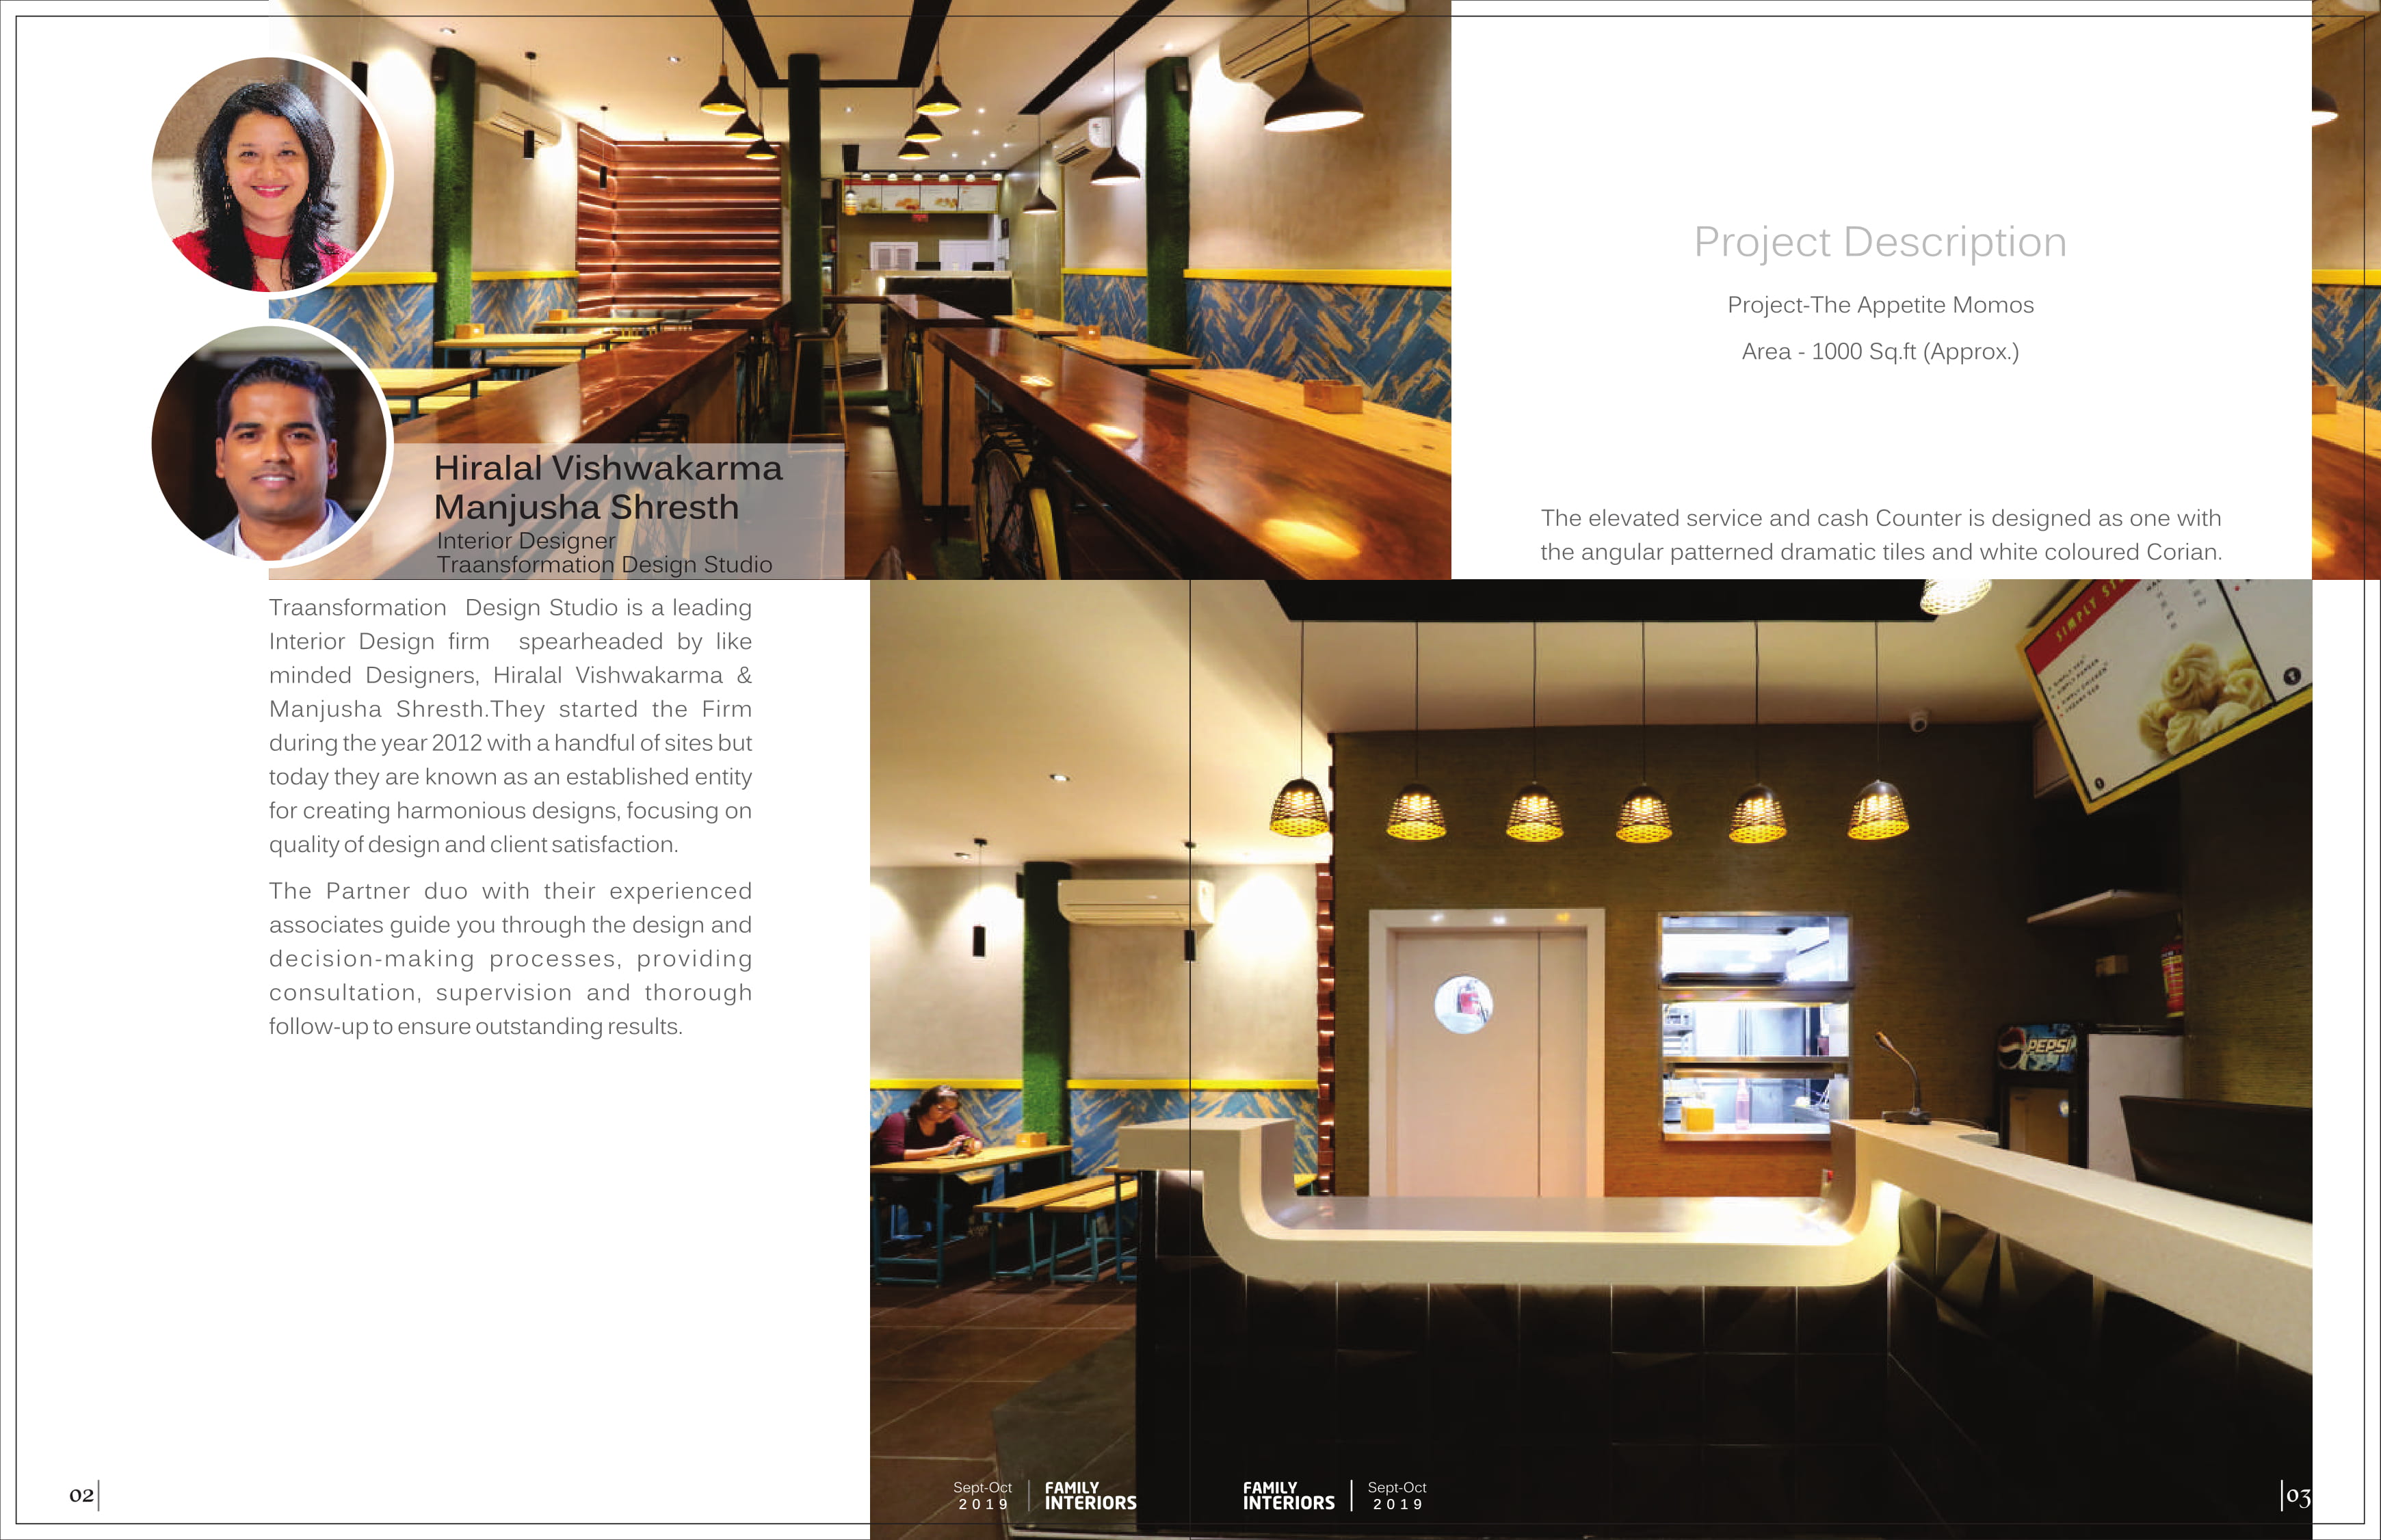 Hiralal Vishwakarma
Manjusha Shresth
Interior Designer
Traansformation Design Studio
Traansformation Design Studio is a leading
Interior Design firm spearheaded by like
minded Designers, Hiralal Vishwakarma &
Manjusha Shresth.They started the Firm
during the year 2012 with a handful of sites but
today they are known as an established entity
for creating harmonious designs, focusing on
quality of design and client satisfaction.
The Partner duo with their experienced
associates guide you through the design and
decision-making processes, providing
consultation, supervision and thorough
follow-up to ensure outstanding results.
Project Description
Project-The Appetite Momos
Area - 1000 Sq.ft (Approx.)
The elevated service and cash Counter is designed as one with
the angular patterned dramatic tiles and white coloured Corian.
SIMPLY
PEPSI
02
Sept-Oct
2019
FAMILY
INTERIORS
FAMILY
INTERIORS
Sept-Oct
2019
03